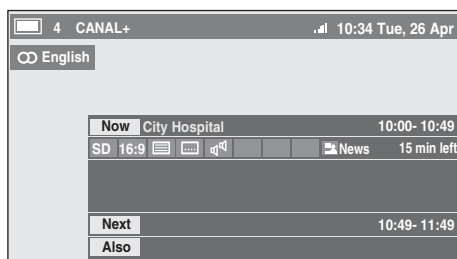 4 CANAL+ 10:34 Tue, 26 Apr
English
Now City Hospital 10:00- 10:49
SD 16:9 News 15 min left
Next 10:49- 11:49
Also